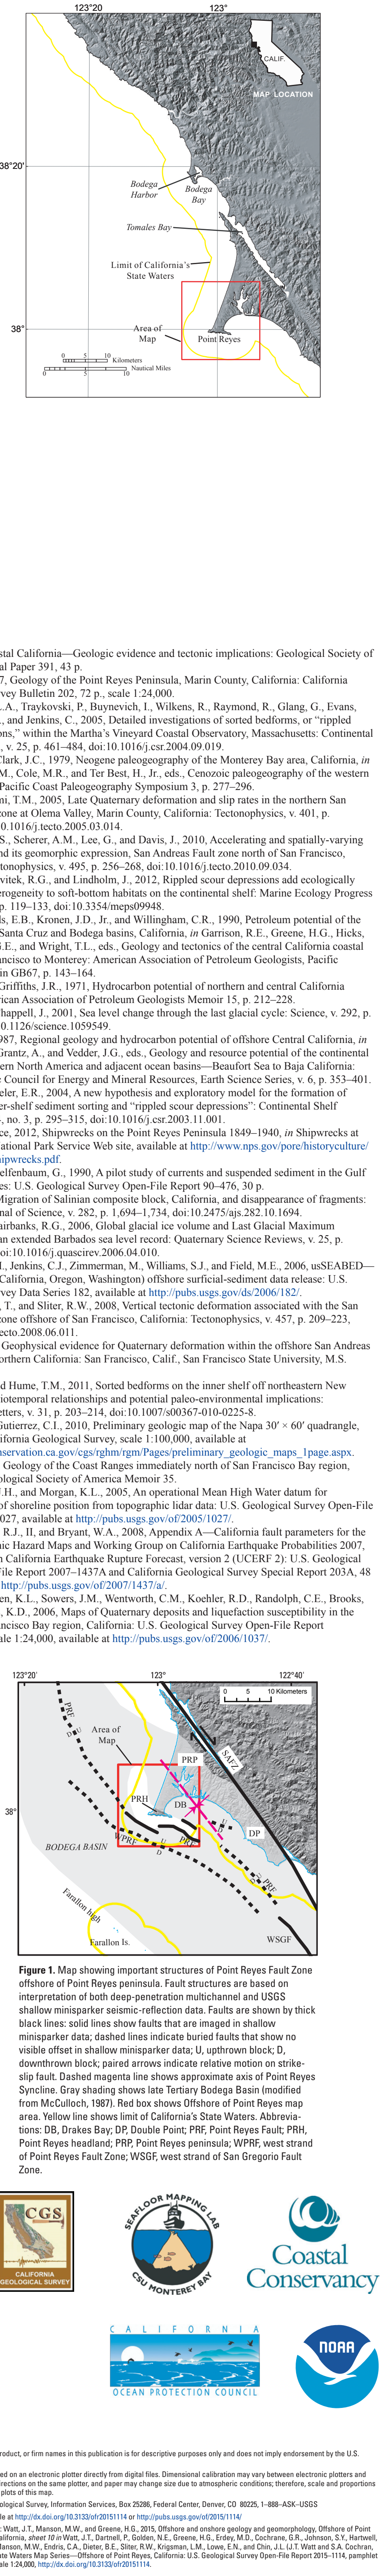 123°20
123°
CALIF.
MAP LOCATION
38°20'
Bodega
Harbor
Bodega
Bay
Tomales Bay
Limit of California's
State Waters
38°
Area of
Map
Point Reyes
0 5 10
Kilometers
Nautical Miles
0 5 10
stal California—Geologic evidence and tectonic implications: Geological Society of
al Paper 391, 43 p.
7, Geology of the Point Reyes Peninsula, Marin County, California: California
vey Bulletin 202, 72 p., scale 1:24,000.
L.A., Traykovski, P., Buynevich, I., Wilkens, R., Raymond, R., Glang, G., Evans,
., and Jenkins, C., 2005, Detailed investigations of sorted bedforms, or “rippled
ons,” within the Martha’s Vineyard Coastal Observatory, Massachusetts: Continental
, v. 25, p. 461–484, doi:10.1016/j.csr.2004.09.019.
Clark, J.C., 1979, Neogene paleogeology of the Monterey Bay area, California, in
M., Cole, M.R., and Ter Best, H., Jr., eds., Cenozoic paleogeology of the western
Pacific Coast Paleogeography Symposium 3, p. 277–296.
mi, T.M., 2005, Late Quaternary deformation and slip rates in the northern San
zone at Olema Valley, Marin County, California: Tectonophysics, v. 401, p.
0.1016/j.tecto.2005.03.014.
S., Scherer, A.M., Lee, G., and Davis, J., 2010, Accelerating and spatially-varying
nd its geomorphic expression, San Andreas Fault zone north of San Francisco,
tonophysics, v. 495, p. 256–268, doi:10.1016/j.tecto.2010.09.034.
vitek, R.G., and Lindholm, J., 2012, Rippled scour depressions add ecologically
erogeneity to soft-bottom habitats on the continental shelf: Marine Ecology Progress
p. 119–133, doi:10.3354/meps09948.
ds, E.B., Kronen, J.D., Jr., and Willingham, C.R., 1990, Petroleum potential of the
Santa Cruz and Bodega basins, California, in Garrison, R.E., Greene, H.G., Hicks,
G.E., and Wright, T.L., eds., Geology and tectonics of the central California coastal
ancisco to Monterey: American Association of Petroleum Geologists, Pacific
in GB67, p. 143–164.
Griffiths, J.R., 1971, Hydrocarbon potential of northern and central California
rican Association of Petroleum Geologists Memoir 15, p. 212–228.
happell, J., 2001, Sea level change through the last glacial cycle: Science, v. 292, p.
0.1126/science.1059549.
987, Regional geology and hydrocarbon potential of offshore Central California, in
Grantz, A., and Vedder, J.G., eds., Geology and resource potential of the continental
ern North America and adjacent ocean basins—Beaufort Sea to Baja California:
c Council for Energy and Mineral Resources, Earth Science Series, v. 6, p. 353–401.
eler, E.R., 2004, A new hypothesis and exploratory model for the formation of
er-shelf sediment sorting and “rippled scour depressions”: Continental Shelf
4, no. 3, p. 295–315, doi:10.1016/j.csr.2003.11.001.
ce, 2012, Shipwrecks on the Point Reyes Peninsula 1849–1940, in Shipwrecks at
ational Park Service Web site, available at http://www.nps.gov/pore/historyculture/
hipwrecks.pdf.
elfenbaum, G., 1990, A pilot study of currents and suspended sediment in the Gulf
es: U.S. Geological Survey Open-File Report 90–476, 30 p.
Migration of Salinian composite block, California, and disappearance of fragments:
nal of Science, v. 282, p. 1,694–1,734, doi:10.2475/ajs.282.10.1694.
airbanks, R.G., 2006, Global glacial ice volume and Last Glacial Maximum
an extended Barbados sea level record: Quaternary Science Reviews, v. 25, p.
oi:10.1016/j.quascirev.2006.04.010.
I., Jenkins, C.J., Zimmerman, M., Williams, S.J., and Field, M.E., 2006, usSEABED—
California, Oregon, Washington) offshore surficial-sediment data release: U.S.
vey Data Series 182, available at http://pubs.usgs.gov/ds/2006/182/.
, T., and Sliter, R.W., 2008, Vertical tectonic deformation associated with the San
zone offshore of San Francisco, California: Tectonophysics, v. 457, p. 209–223,
ecto.2008.06.011.
Geophysical evidence for Quaternary deformation within the offshore San Andreas
orthern California: San Francisco, Calif., San Francisco State University, M.S.
d Hume, T.M., 2011, Sorted bedforms on the inner shelf off northeastern New
iotemporal relationships and potential paleo-environmental implications:
etters, v. 31, p. 203–214, doi:10.1007/s00367-010-0225-8.
Gutierrez, C.I., 2010, Preliminary geologic map of the Napa 30′ × 60′ quadrangle,
lifornia Geological Survey, scale 1:100,000, available at
nservation.ca.gov/cgs/rghm/rgm/Pages/preliminary_geologic_maps_1page.aspx.
Geology of the Coast Ranges immediately north of San Francisco Bay region,
ological Society of America Memoir 35.
J.H., and Morgan, K.L., 2005, An operational Mean High Water datum for
of shoreline position from topographic lidar data: U.S. Geological Survey Open-File
027, available at http://pubs.usgs.gov/of/2005/1027/.
, R.J., II, and Bryant, W.A., 2008, Appendix A—California fault parameters for the
nic Hazard Maps and Working Group on California Earthquake Probabilities 2007,
n California Earthquake Rupture Forecast, version 2 (UCERF 2): U.S. Geological
File Report 2007–1437A and California Geological Survey Special Report 203A, 48
http://pubs.usgs.gov/of/2007/1437/a/.
en, K.L., Sowers, J.M., Wentworth, C.M., Koehler, R.D., Randolph, C.E., Brooks,
, K.D., 2006, Maps of Quaternary deposits and liquefaction susceptibility in the
ncisco Bay region, California: U.S. Geological Survey Open-File Report
ale 1:24,000, available at http://pubs.usgs.gov/of/2006/1037/.
123°20'
123°
122°40'
0 5 10 Kilometers
PRF
U
D
Area of
Map
SAFZ
PRP
PRH
DB
38°
DP
BODEGA BASIN
WPRF
PRF
U
D
U
D
PRF
Farallon high
Farallon Is.
WSGF
Figure 1. Map showing important structures of Point Reyes Fault Zone
offshore of Point Reyes peninsula. Fault structures are based on
interpretation of both deep-penetration multichannel and USGS
shallow minisparker seismic-reflection data. Faults are shown by thick
black lines: solid lines show faults that are imaged in shallow
minisparker data; dashed lines indicate buried faults that show no
visible offset in shallow minisparker data; U, upthrown block; D,
downthrown block; paired arrows indicate relative motion on strike-
slip fault. Dashed magenta line shows approximate axis of Point Reyes
Syncline. Gray shading shows late Tertiary Bodega Basin (modified
from McCulloch, 1987). Red box shows Offshore of Point Reyes map
area. Yellow line shows limit of California’s State Waters. Abbrevia-
tions: DB, Drakes Bay; DP, Double Point; PRF, Point Reyes Fault; PRH,
Point Reyes headland; PRP, Point Reyes peninsula; WPRF, west strand
of Point Reyes Fault Zone; WSGF, west strand of San Gregorio Fault
Zone.
CGS
CALIFORNIA
GEOLOGICAL SURVEY
SEAFLOOR MAPPING LAB
CSU MONTEREY BAY
Coastal
Conservancy
CALIFORNIA
OCEAN PROTECTION COUNCIL
NOAA
roduct, or firm names in this publication is for descriptive purposes only and does not imply endorsement by the U.S.
ed on an electronic plotter directly from digital files. Dimensional calibration may vary between electronic plotters and
irections on the same plotter, and paper may change size due to atmospheric conditions; therefore, scale and proportions
plots of this map.
ological Survey, Information Services, Box 25286, Federal Center, Denver, CO 80225, 1–888–ASK–USGS
le at http://dx.doi.org/10.3133/ofr20151114 or http://pubs.usgs.gov/of/2015/1114/
: Watt, J.T., Manson, M.W., and Greene, H.G., 2015, Offshore and onshore geology and geomorphology, Offshore of Point
alifornia, sheet 10 in Watt, J.T., Dartnell, P., Golden, N.E., Greene, H.G., Erdey, M.D., Cochrane, G.R., Johnson, S.Y., Hartwell,
Manson, M.W., Endris, C.A., Dieter, B.E., Sliter, R.W., Krigsman, L.M., Lowe, E.N., and Chin, J.L. (J.T. Watt and S.A. Cochran,
ate Waters Map Series—Offshore of Point Reyes, California: U.S. Geological Survey Open-File Report 2015–1114, pamphlet
ale 1:24,000, http://dx.doi.org/10.3133/ofr20151114.